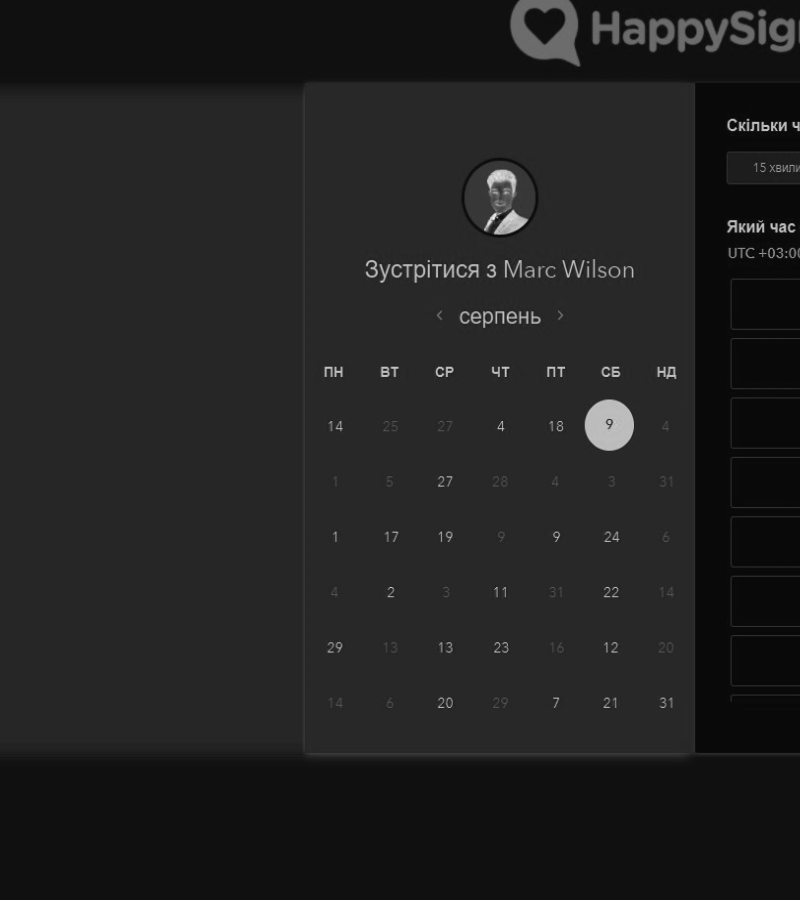 HappySig
Зустрітися з Marc Wilson
серпень
ПН ВТ СР ЧТ ПТ СБ НД
14 25 27 4 18 9 4
1 5 27 28 4 3 31
1 17 19 9 9 24 6
4 2 3 11 31 22 14
29 13 13 23 16 12 20
14 6 20 29 7 21 31
Скільки ч
15 хвили
Який час
UTC +03:00